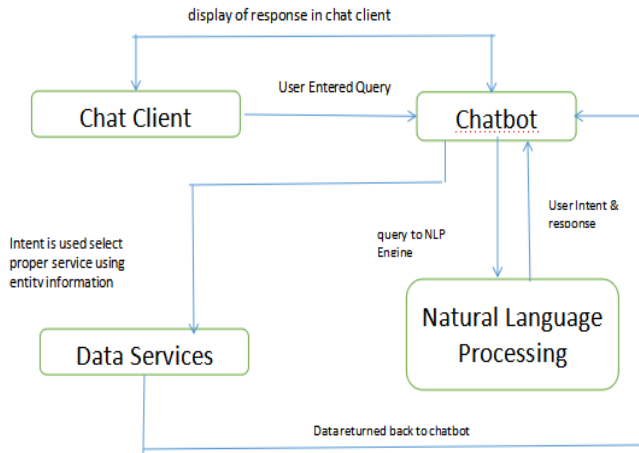 display of response in chat client
User Entered Query
Chat Client
Chatbot
User Intent &
response
query to NLP
Engine
Intent is used select
proper service using
entity information
Natural Language
Processing
Data Services
Data returned back to chatbot